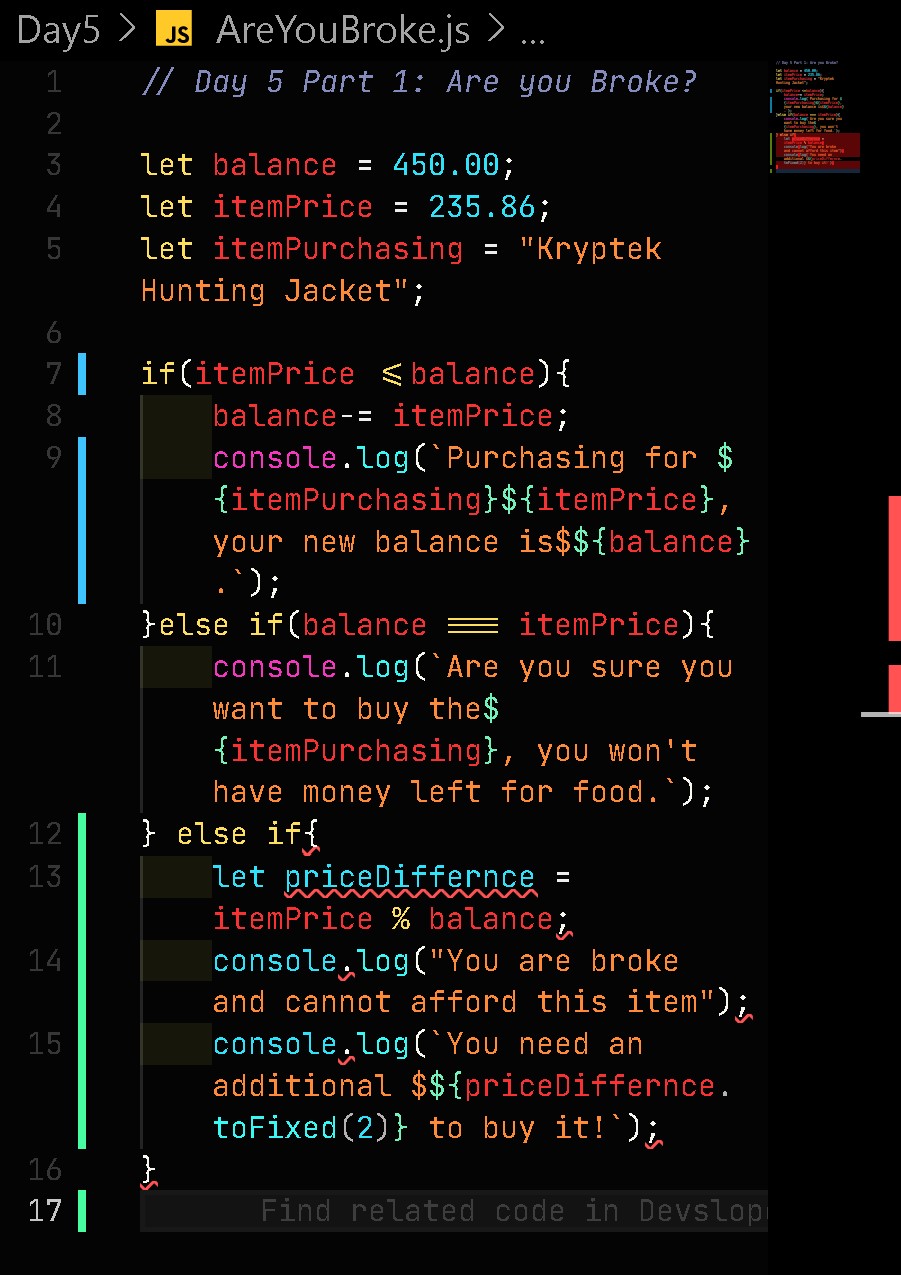 Day5 > JS AreYouBroke.js > ...
1 // Day 5 Part 1: Are you Broke?
2
3 let balance = 450.00;
4 let itemPrice = 235.86;
5 let itemPurchasing = "Kryptek
Hunting Jacket";
6
7 if(itemPrice <=balance){
8 balance-= itemPrice;
9 console.log(`Purchasing for $
{itemPurchasing}${itemPrice},
your new balance is$${balance}
.`);
10 }else if(balance === itemPrice){
11 console.log(`Are you sure you
want to buy the$
{itemPurchasing}, you won't
have money left for food.`);
12 } else if{
13 let priceDiffernce =
itemPrice % balance;
14 console.log("You are broke
and cannot afford this item");
15 console.log(`You need an
additional $${priceDiffernce.
toFixed(2)} to buy it!`);
16 }
17 Find related code in Devslop